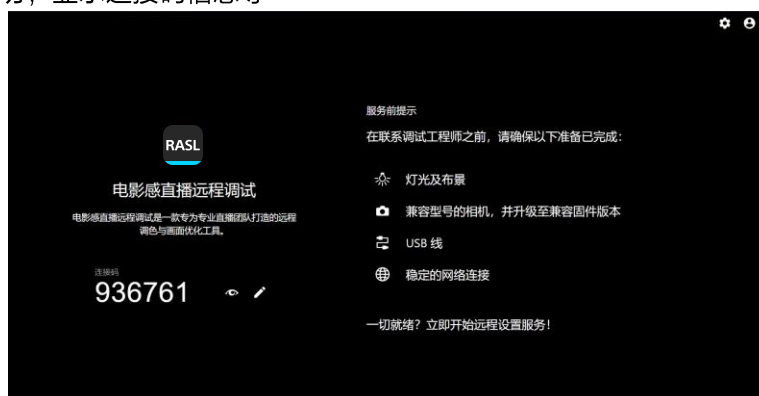 RASL
电影感直播远程调试
电影感直播远程调试是一款专为专业直播团队打造的远程
调色与画面优化工具。
连接码
936761
服务前提示
在联系调试工程师之前，请确保以下准备已完成：
灯光及布景
兼容型号的相机，并升级至兼容固件版本
USB 线
稳定的网络连接
一切就绪？立即开始远程设置服务！